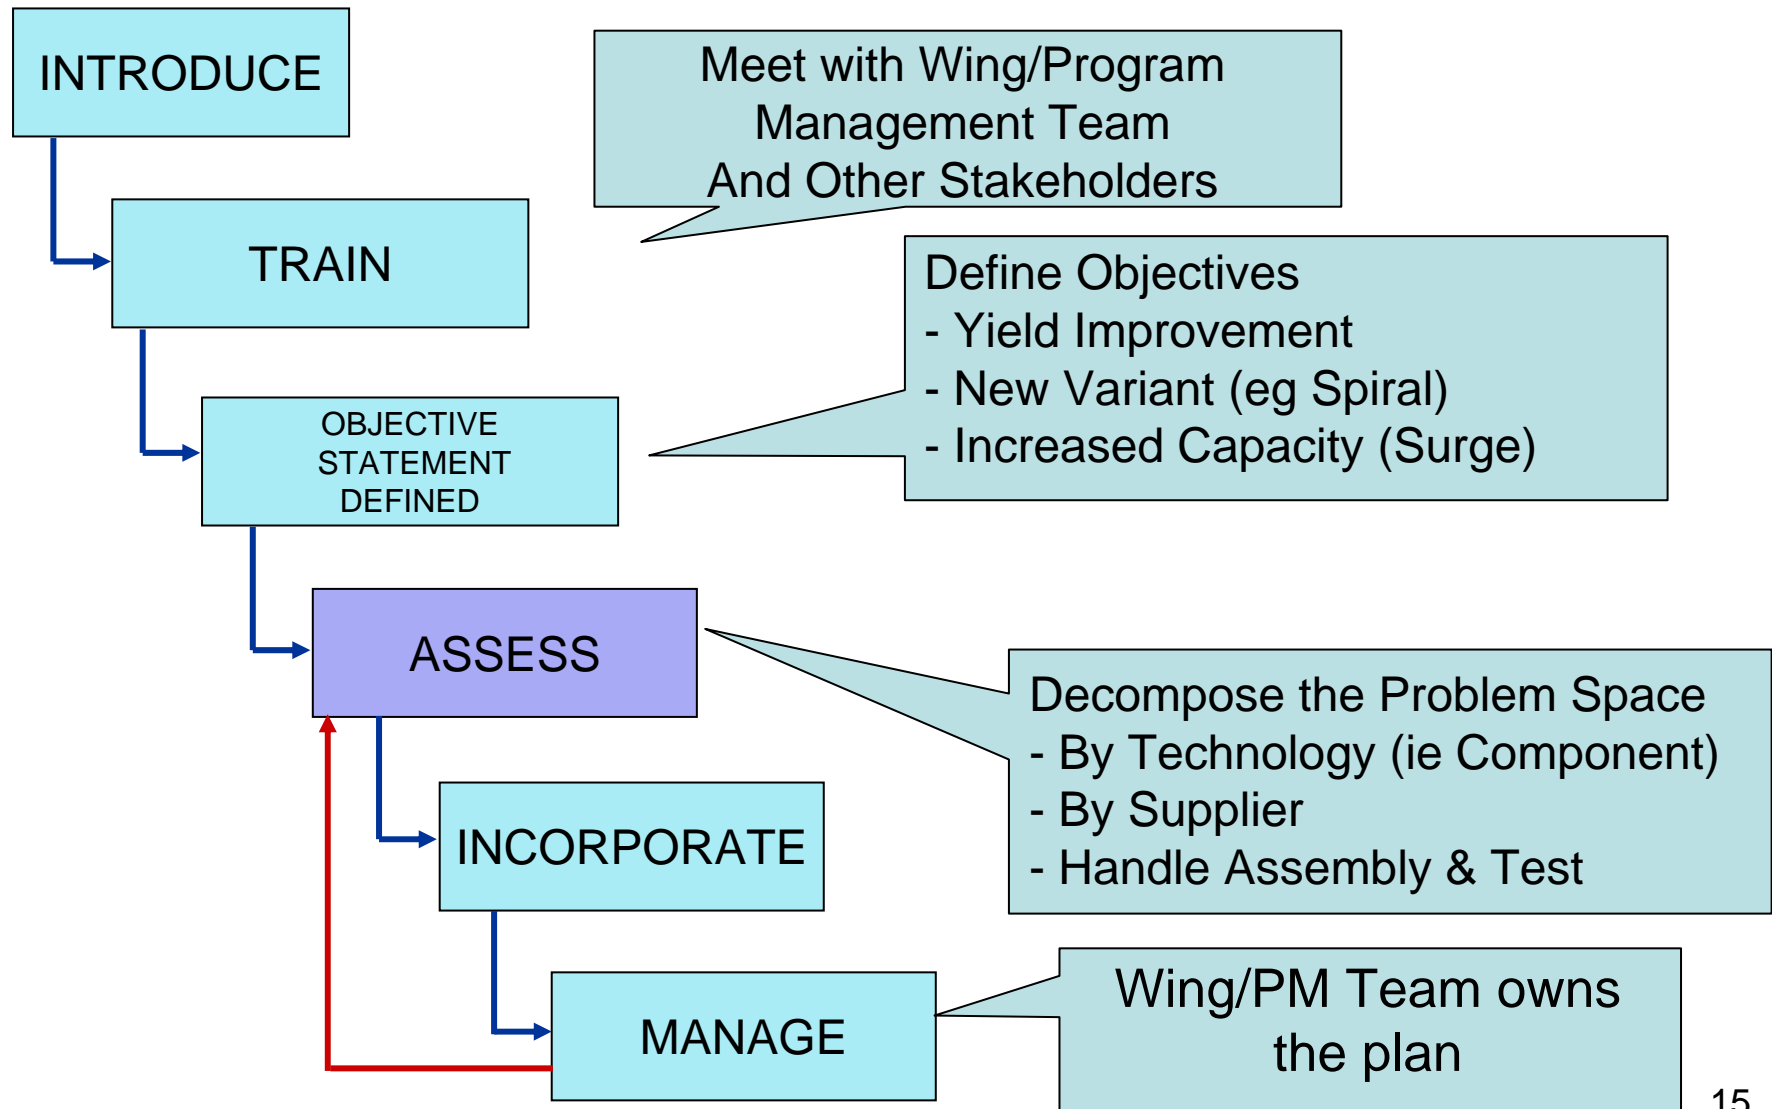 INTRODUCE
Meet with Wing/Program
Management Team
And Other Stakeholders
TRAIN
Define Objectives
- Yield Improvement
- New Variant (eg Spiral)
- Increased Capacity (Surge)
OBJECTIVE
STATEMENT
DEFINED
ASSESS
Decompose the Problem Space
- By Technology (ie Component)
- By Supplier
- Handle Assembly & Test
INCORPORATE
Wing/PM Team owns
the plan
MANAGE
15